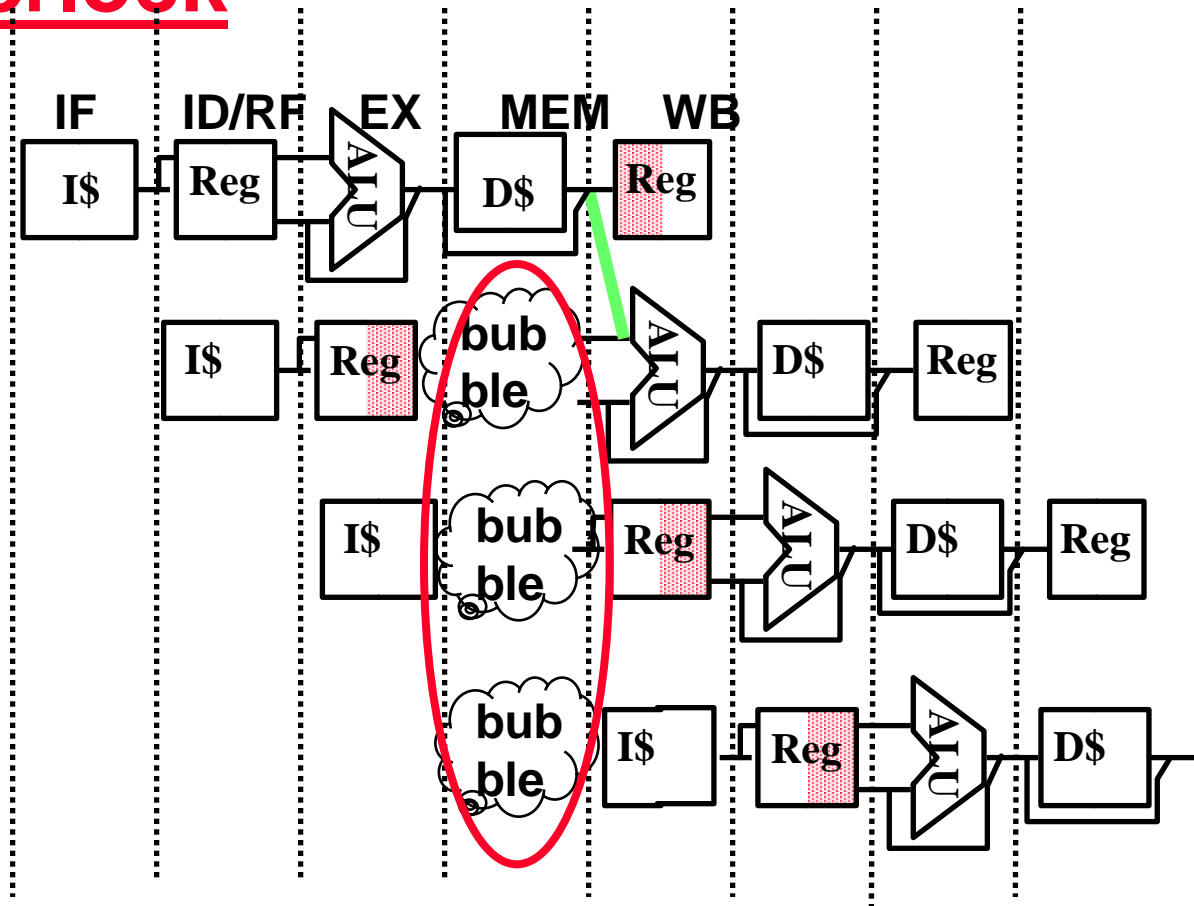 IF ID/RF EX MEM WB
I$ Reg ALU D$ Reg
I$ Reg bub ALU D$ Reg
ble
I$ bub Reg ALU D$ Reg
ble
bub I$ Reg ALU D$
ble